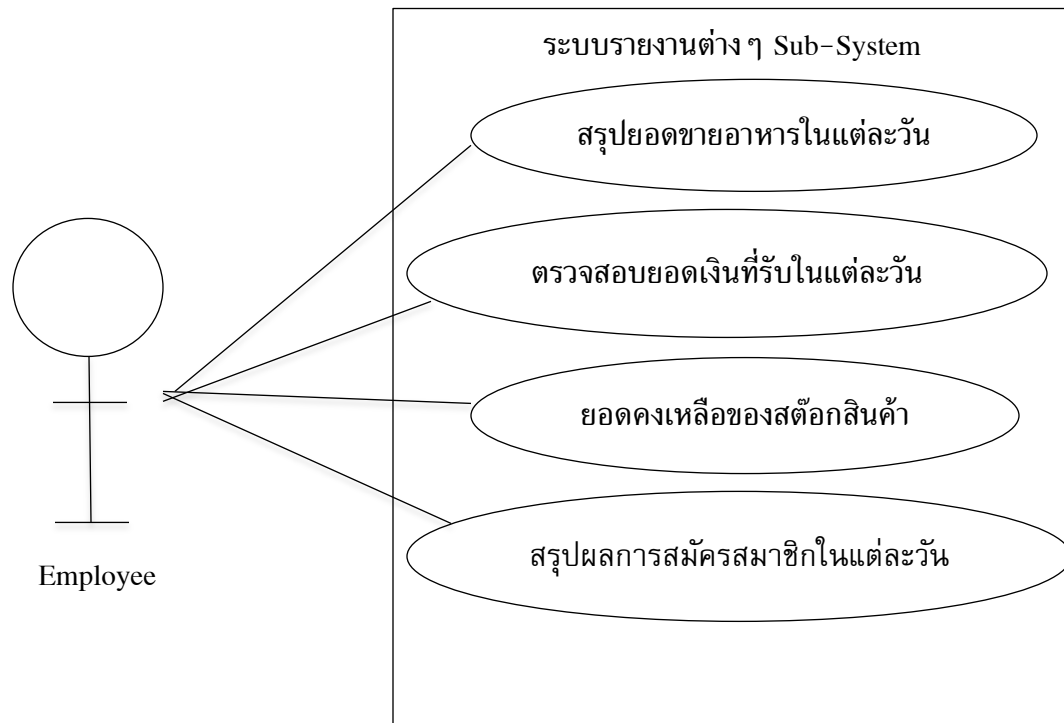 ระบบรายงานต่าง ๆ Sub-System
สรุปยอดขายอาหารในแต่ละวัน
ตรวจสอบยอดเงินที่รับในแต่ละวัน
ยอดคงเหลือของสต๊อกสินค้า
สรุปผลการสมัครสมาชิกในแต่ละวัน
Employee